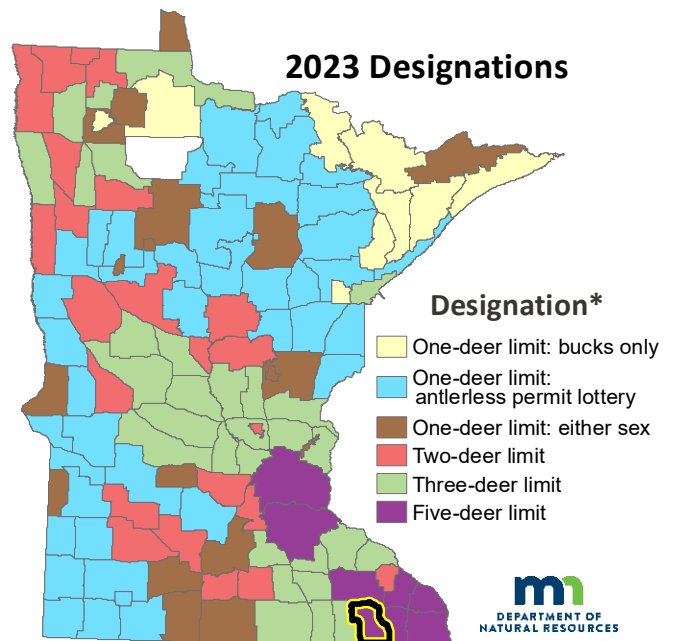 2023 Designations
Designation*
One-deer limit: bucks only
One-deer limit:
antlerless permit lottery
One-deer limit: either sex
Two-deer limit
Three-deer limit
Five-deer limit
mn
DEPARTMENT OF
NATURAL RESOURCES